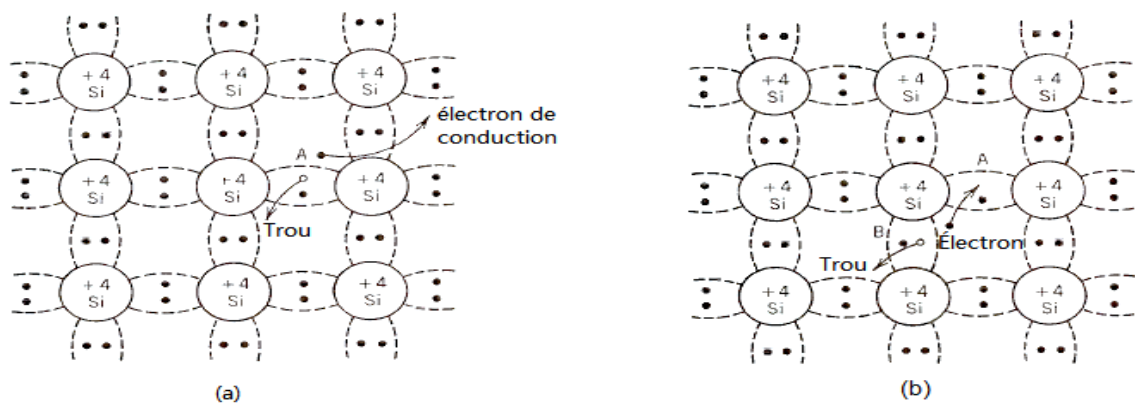 +4 +4 +4
Si Si Si
électron de
conduction
A
+4 +4 +4
Si Si Si
Trou
+4 +4 +4
Si Si Si
(a)
+4 +4 +4
Si Si Si
A
+4 +4 +4
Si Si Si
B
Électron
Trou
+4 +4 +4
Si Si Si
(b)